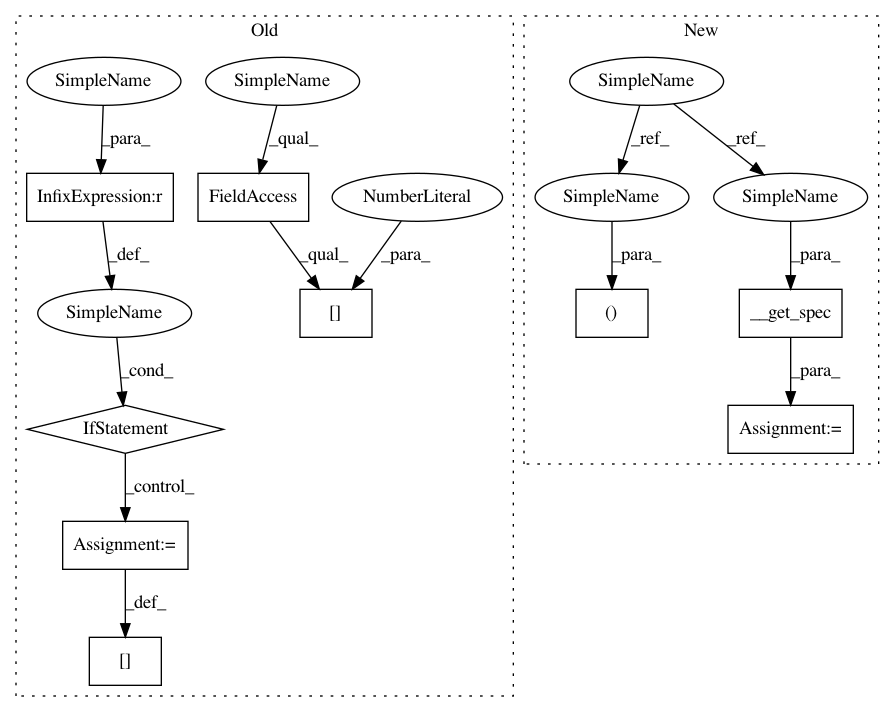 Old
New
SimpleName
SimpleName
SimpleName
_para_
_qual_
_ref_
_ref_
InfixExpression:r
FieldAccess
NumberLiteral
SimpleName
SimpleName
_def_
_qual_
_para_
_para_
_para_
SimpleName
[]
()
__get_spec
_cond_
_para_
IfStatement
Assignment:=
_control_
Assignment:=
_def_
[]